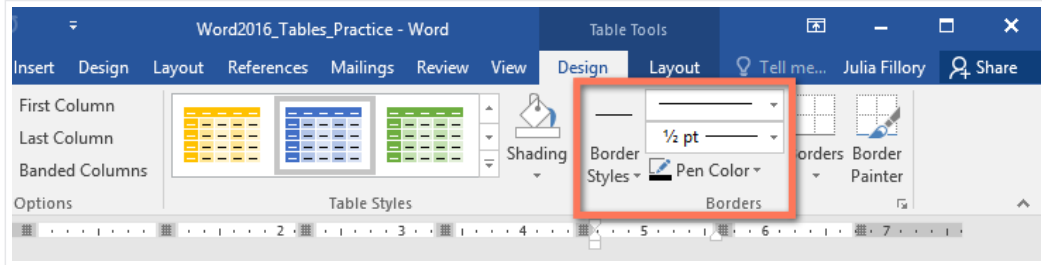 Word2016_Tables_Practice - Word Table Tools
Insert Design Layout References Mailings Review View Design Layout Tell me... Julia Fillory Share
First Column
Last Column
Banded Columns
Shading
Border Styles
½ pt
Pen Color
Borders
Border Painter
Options Table Styles Borders
2 3 4 5 6 7